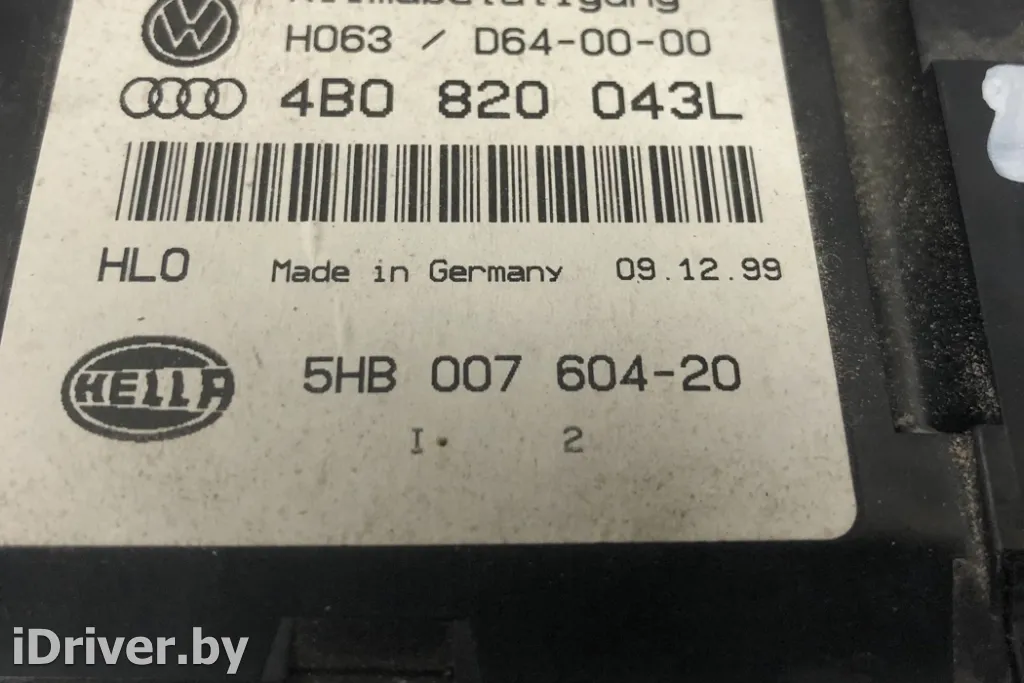 Klimabetätigung
H063 / D64-00-00
4B0 820 043L
HLO Made in Germany 09.12.99
HELLA
5HB 007 604-20
I. 2
iDriver.by